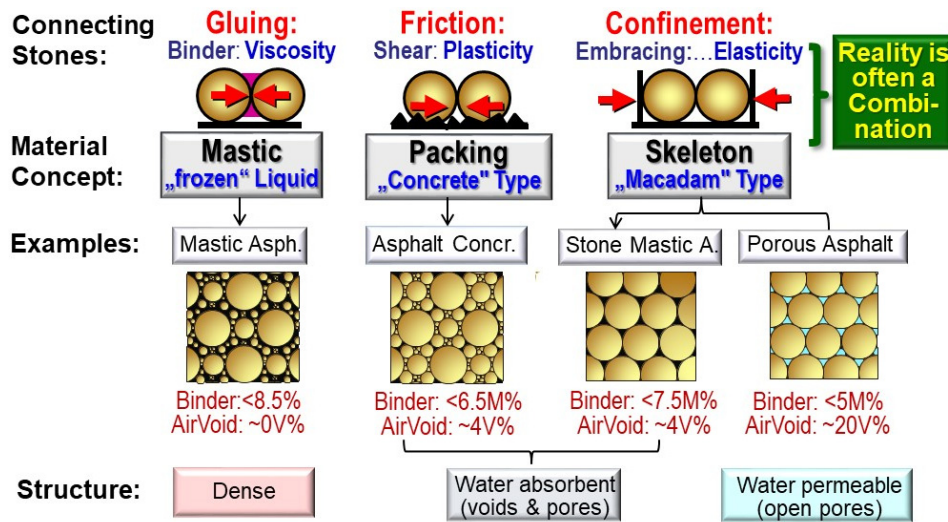 Connecting Stones:
Gluing:
Binder: Viscosity
Friction:
Shear: Plasticity
Confinement:
Embracing:...Elasticity
Reality is
often a
Combi-
nation
Material
Concept:
Mastic
„frozen“ Liquid
Packing
„Concrete" Type
Skeleton
„Macadam" Type
Examples:
Mastic Asph.
Asphalt Concr.
Stone Mastic A.
Porous Asphalt
Binder:<8.5%
AirVoid: ~0V%
Binder: <6.5M%
AirVoid: ~4V%
Binder: <7.5M%
AirVoid: ~4V%
Binder: <5M%
AirVoid: ~20V%
Structure:
Dense
Water absorbent
(voids & pores)
Water permeable
(open pores)